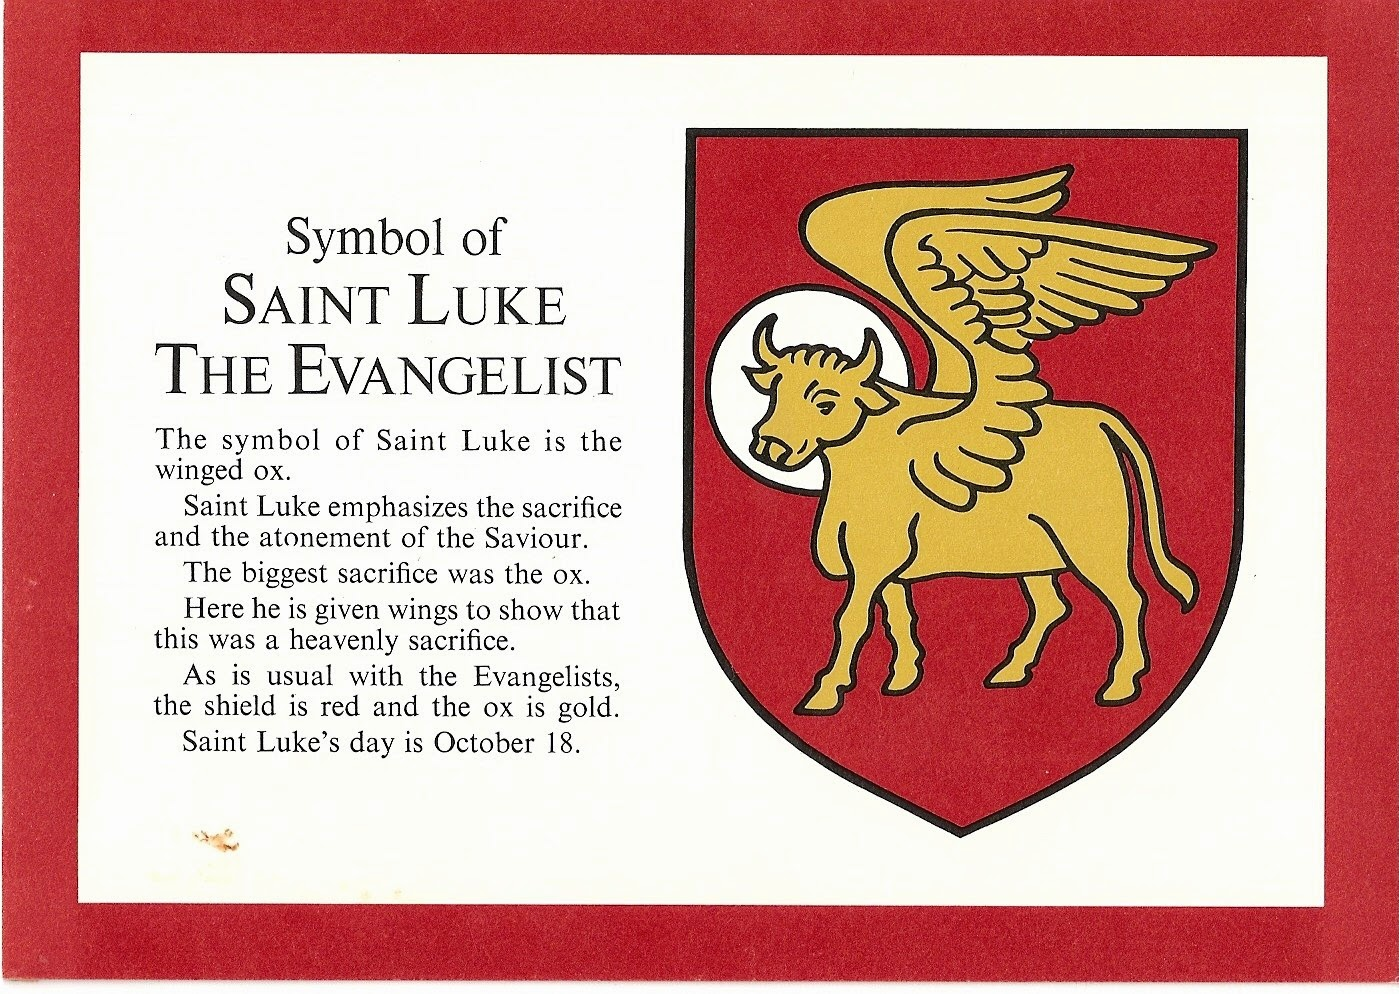 Symbol of
SAINT LUKE
THE EVANGELIST
The symbol of Saint Luke is the
winged ox.
Saint Luke emphasizes the sacrifice
and the atonement of the Saviour.
The biggest sacrifice was the ox.
Here he is given wings to show that
this was a heavenly sacrifice.
As is usual with the Evangelists,
the shield is red and the ox is gold.
Saint Luke’s day is October 18.